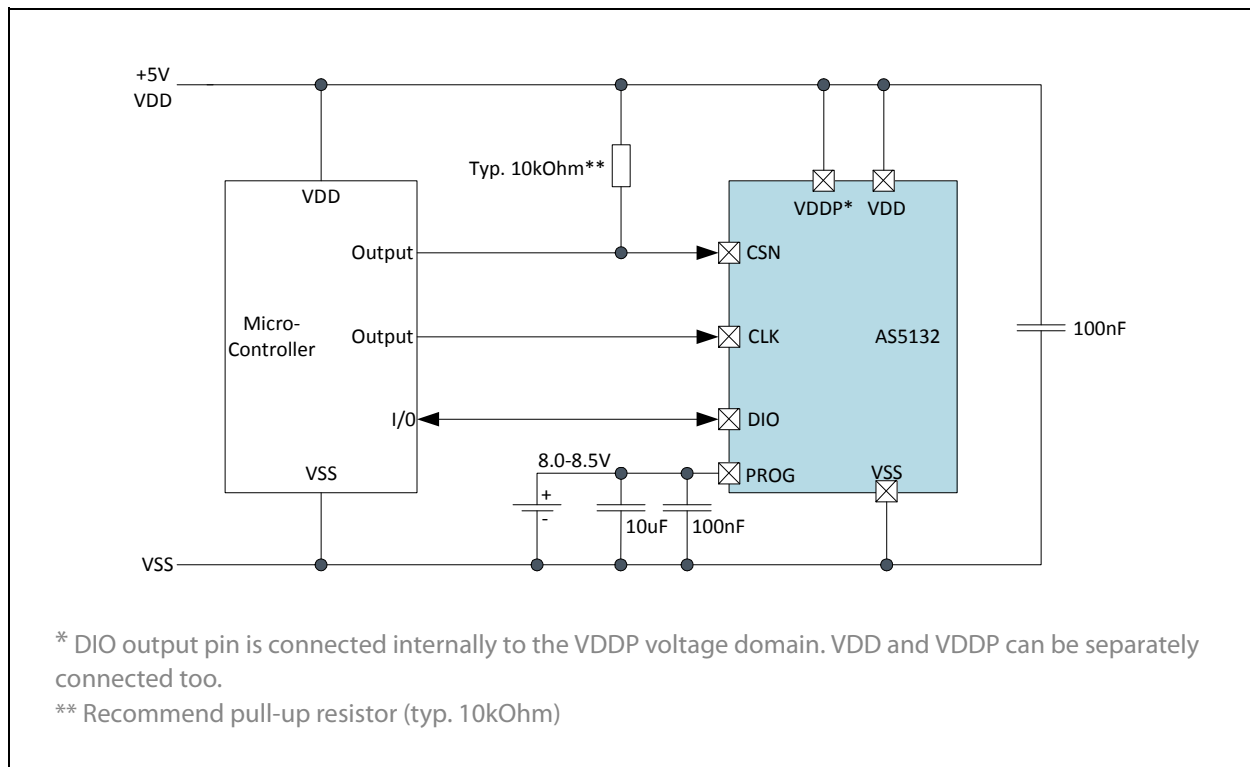 +5V
VDD
Typ. 10kOhm**
VDD
VDDP*
VDD
Output
CSN
Micro-
Controller
Output
CLK
AS5132
100nF
I/0
DIO
8.0-8.5V
VSS
PROG
VSS
+
-
10uF
100nF
VSS
* DIO output pin is connected internally to the VDDP voltage domain. VDD and VDDP can be separately
connected too.
** Recommend pull-up resistor (typ. 10kOhm)